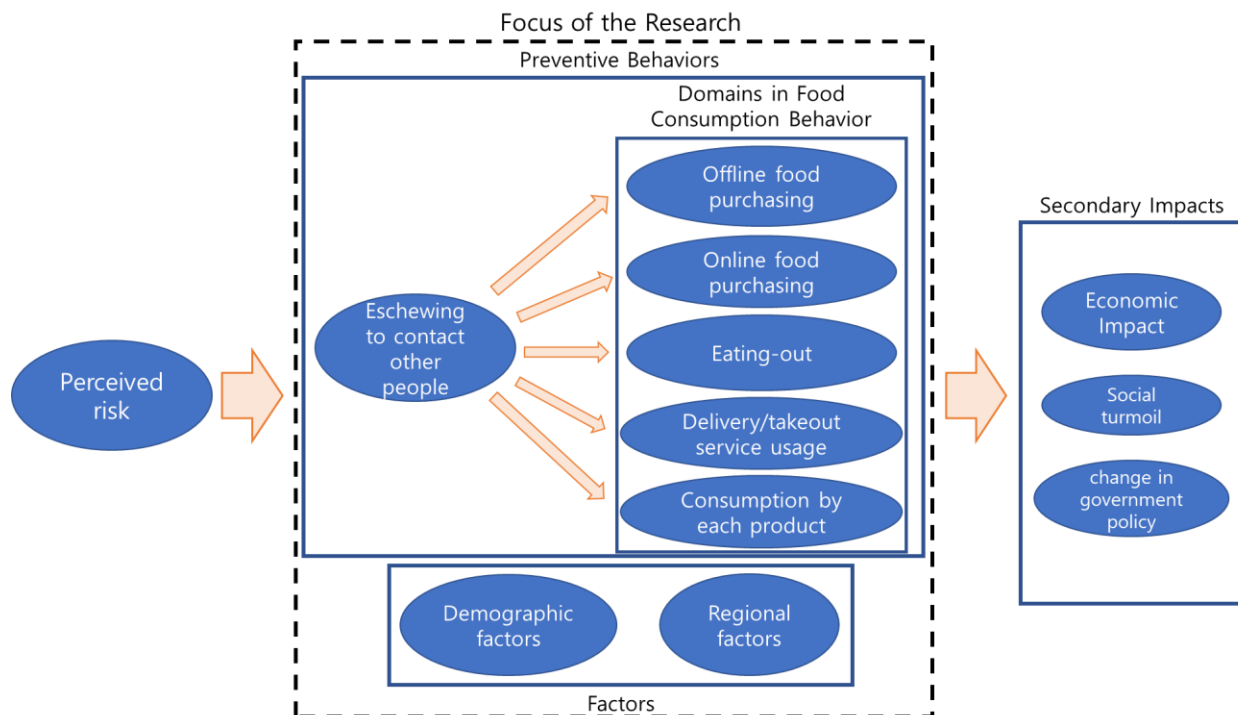 Focus of the Research
Preventive Behaviors
Domains in Food
Consumption Behavior
Offline food
purchasing
Online food
purchasing
Eating-out
Delivery/takeout
service usage
Consumption by
each product
Eschewing
to contact
other
people
Perceived
risk
Secondary Impacts
Economic
Impact
Social
turmoil
change in
government
policy
Demographic
factors
Regional
factors
Factors